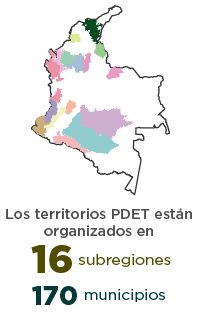 Los territorios PDET están
organizados en
16 subregiones
170 municipios